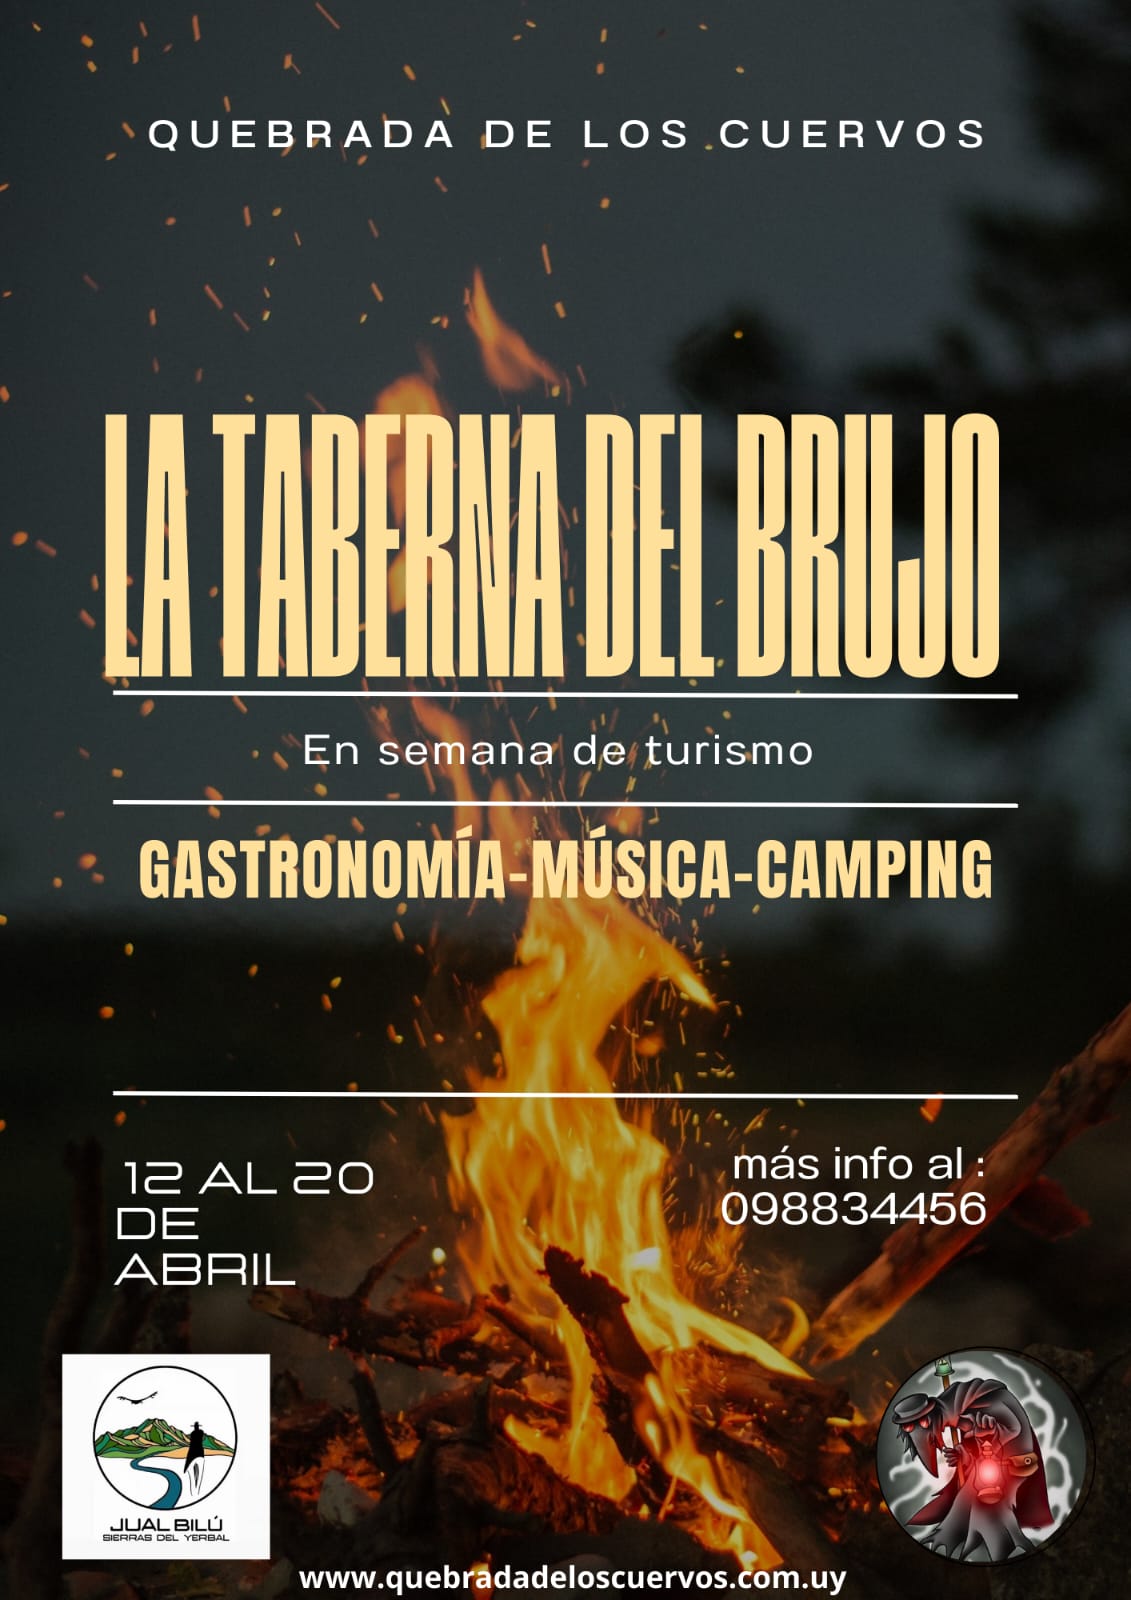 QUEBRADA DE LOS CUERVOS
LA TABERNA DEL BRUJO
En semana de turismo
GASTRONOMÍA-MÚSICA-CAMPING
12 AL 20
DE
ABRIL
más info al :
098834456
JUAL BILÚ
SIERRAS DEL YERBAL
www.quebradadeloscuervos.com.uy